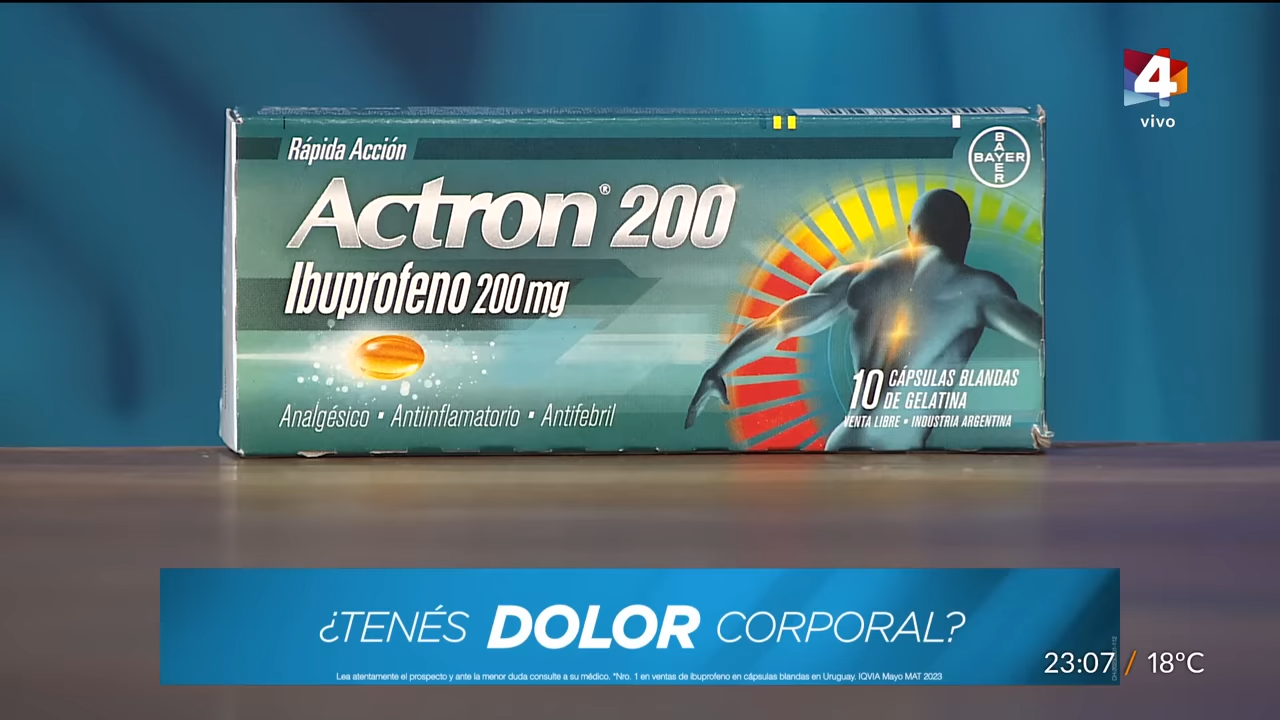 4
vivo
Rápida Acción
BAYER
BAYER
Actron® 200
Ibuprofeno 200mg
10 CÁPSULAS BLANDAS
DE GELATINA
Analgésico • Antiinflamatorio • Antifebril
VENTA LIBRE • INDUSTRIA ARGENTINA
¿TENÉS DOLOR CORPORAL?
23:07 / 18°C
Lea atentamente el prospecto y ante la menor duda consulte a su médico. *Nro. 1 en ventas de ibuprofeno en cápsulas blandas en Uruguay. IQVIA Mayo MAT 2023